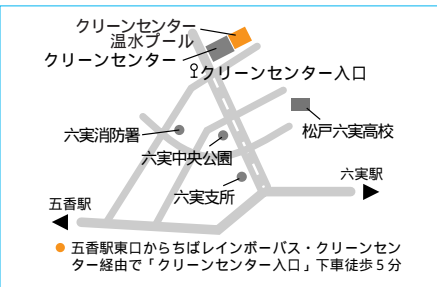 クリーンセンター
温水プール
クリーンセンター
クリーンセンター入口
六実消防署
松戸六実高校
六実中央公園
六実駅
六実支所
五香駅
五香駅東口からちばレインボーバス・クリーンセン
ター経由で「クリーンセンター入口」下車徒歩5分